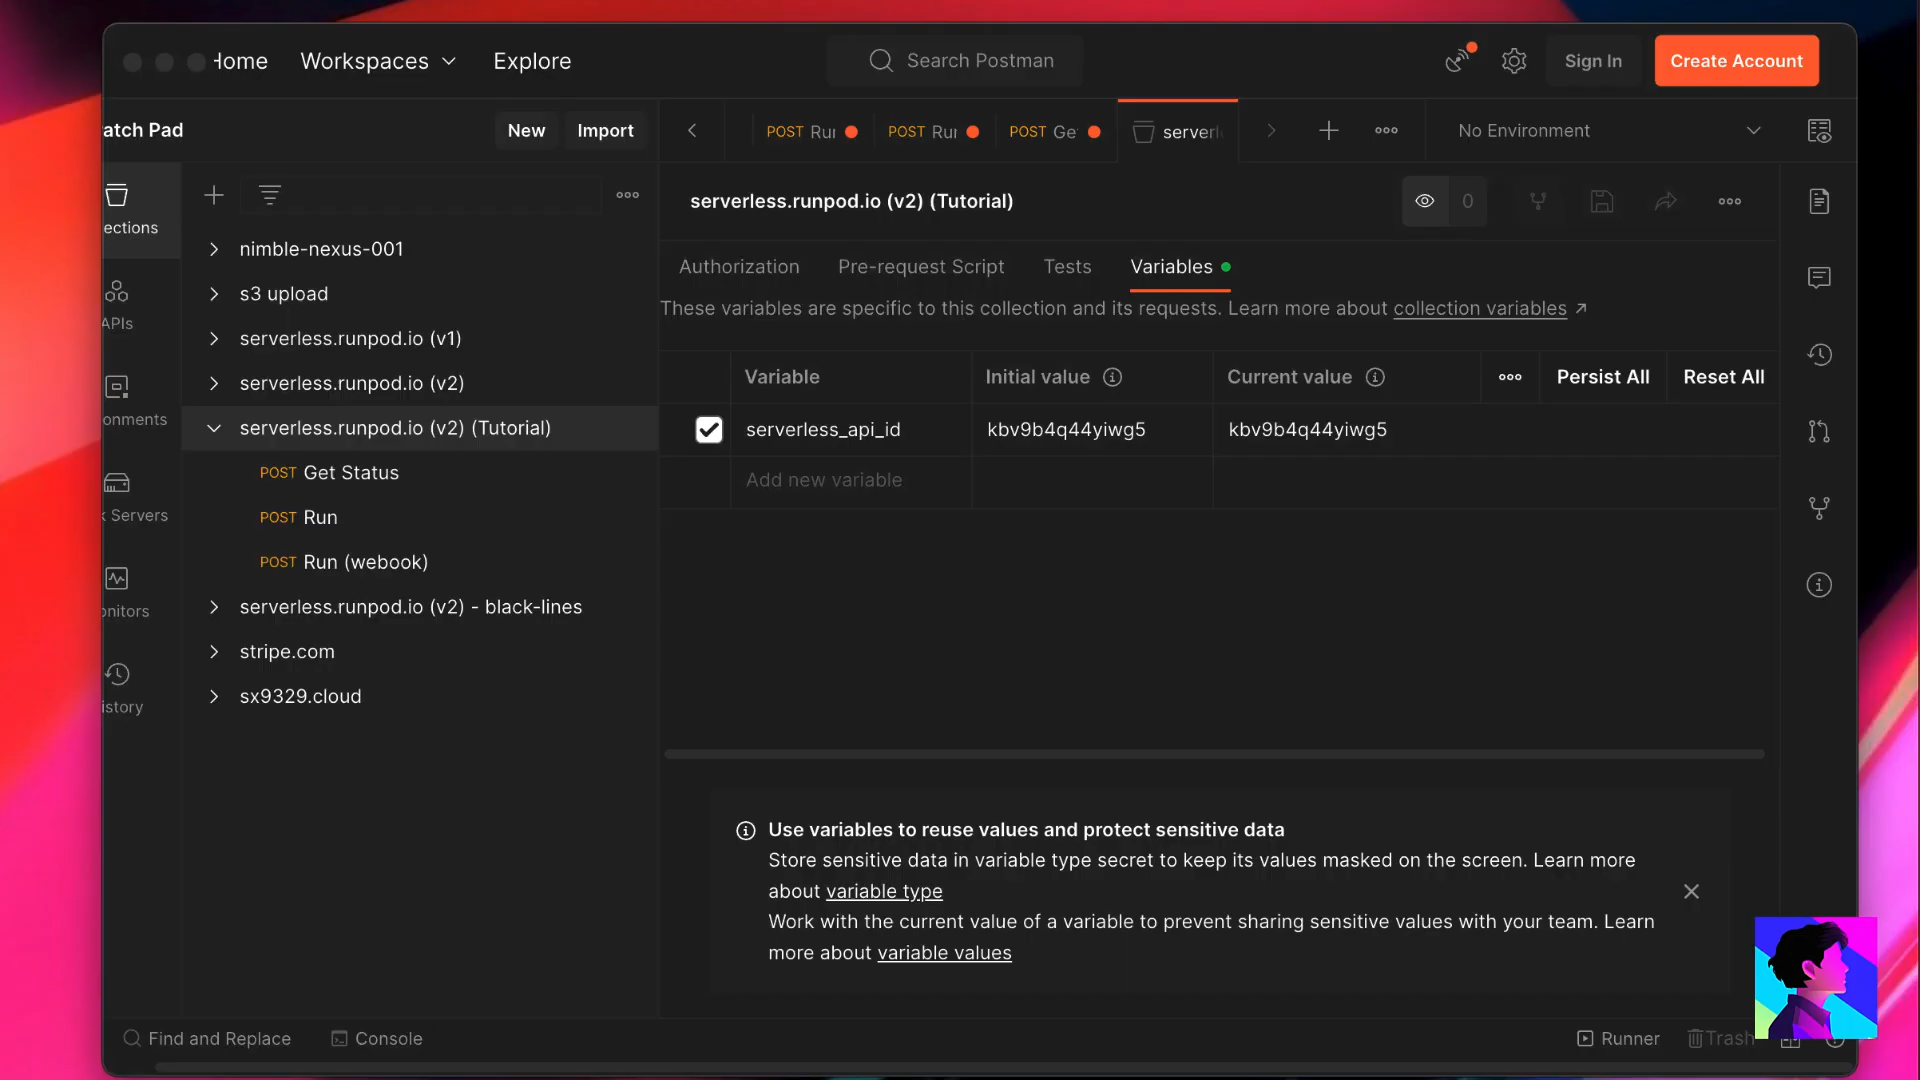 Home Workspaces Explore Search Postman Sign In Create Account
atch Pad New Import POST Rur POST Rur POST Ge serverl No Environment
serverless.runpod.io (v2) (Tutorial) 0
Authorization Pre-request Script Tests Variables
These variables are specific to this collection and its requests. Learn more about collection variables ↗
Variable Initial value Current value Persist All Reset All
serverless_api_id kbv9b4q44yiwg5 kbv9b4q44yiwg5
Add new variable
ections
APIs
onments
k Servers
onitors
istory
nimble-nexus-001
s3 upload
serverless.runpod.io (v1)
serverless.runpod.io (v2)
serverless.runpod.io (v2) (Tutorial)
POST Get Status
POST Run
POST Run (webook)
serverless.runpod.io (v2) - black-lines
stripe.com
sx9329.cloud
Use variables to reuse values and protect sensitive data
Store sensitive data in variable type secret to keep its values masked on the screen. Learn more
about variable type
Work with the current value of a variable to prevent sharing sensitive values with your team. Learn
more about variable values
Find and Replace Console Runner Trash